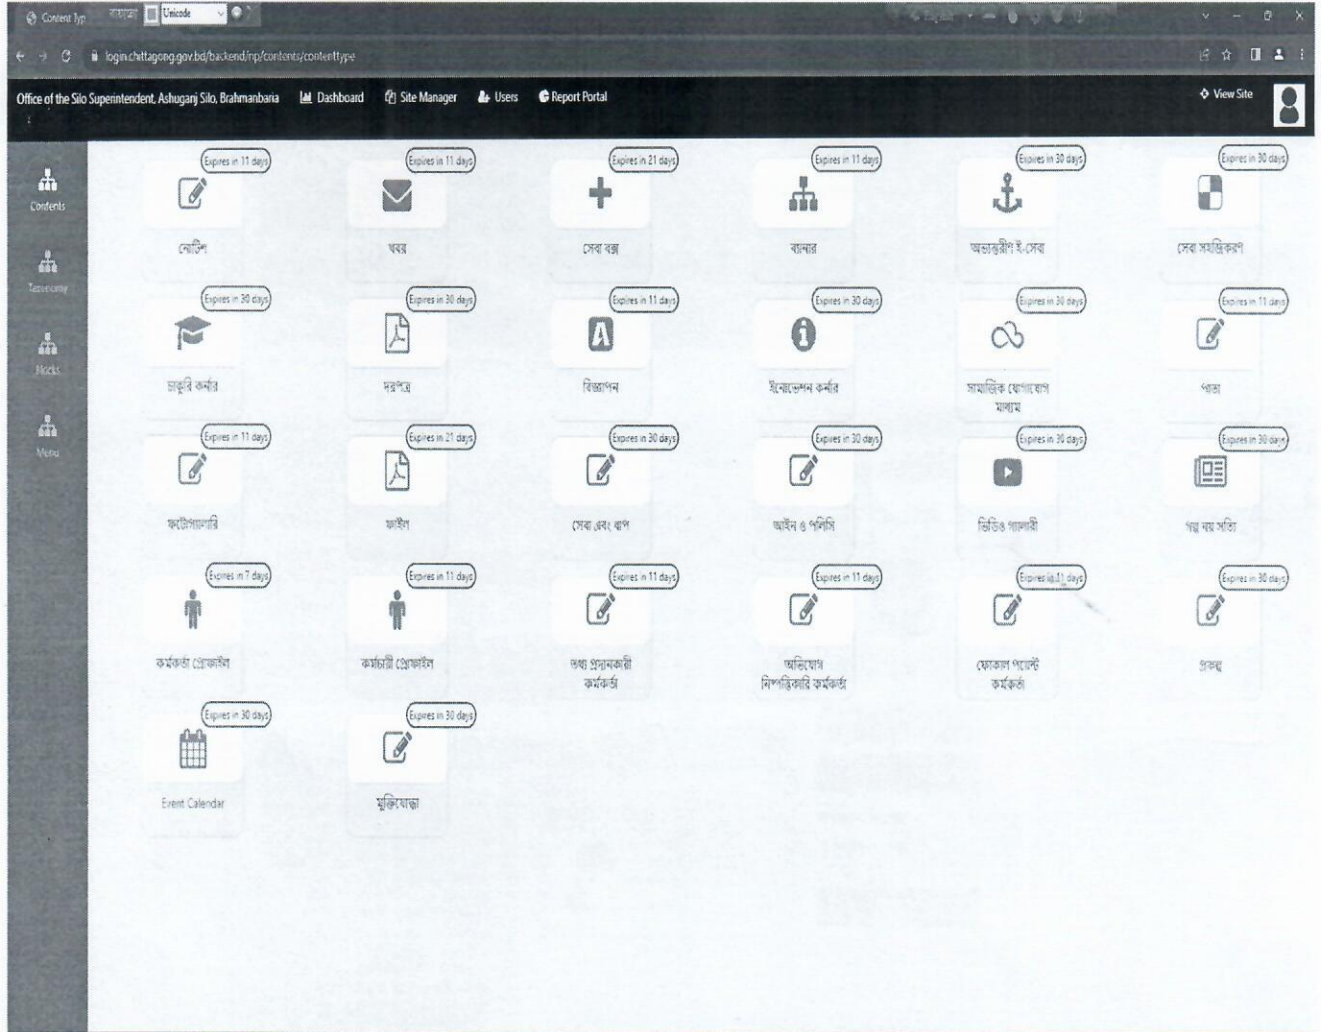 Content Typ
Unicode
login.chittagong.gov.bd/backend/np/contents/contenttype
Office of the Silo Superintendent, Ashuganj Silo, Brahmanbaria Dashboard Site Manager Users Report Portal View Site
Contents
Taxonomy
Blocks
Menu
Expires in 11 days Expires in 11 days Expires in 21 days Expires in 11 days Expires in 30 days Expires in 30 days
নোটিশ খবর সেবা বক্স ব্যানার অভ্যন্তরীণ ই-সেবা সেবা সহজিকরণ
Expires in 30 days Expires in 30 days Expires in 11 days Expires in 30 days Expires in 30 days Expires in 11 days
চাকুরি কর্নার দরপত্র বিজ্ঞাপন ইনোভেশন কর্নার সামাজিক যোগাযোগ পাতা
মাধ্যম
Expires in 11 days Expires in 21 days Expires in 30 days Expires in 30 days Expires in 30 days Expires in 30 days
ফটোগ্যালারি ফাইল সেবা এবং ধাপ আইন ও পলিসি ভিডিও গ্যালারী গল্প নয় সত্যি
Expires in 7 days Expires in 11 days Expires in 11 days Expires in 11 days Expires in 11 days Expires in 30 days
কর্মকর্তা প্রোফাইল কর্মচারী প্রোফাইল তথ্য প্রদানকারী অভিযোগ ফোকাল পয়েন্ট প্রকল্প
কর্মকর্তা নিষ্পত্তিকারি কর্মকর্তা কর্মকর্তা
Expires in 30 days Expires in 30 days
Event Calendar মুক্তিযোদ্ধা